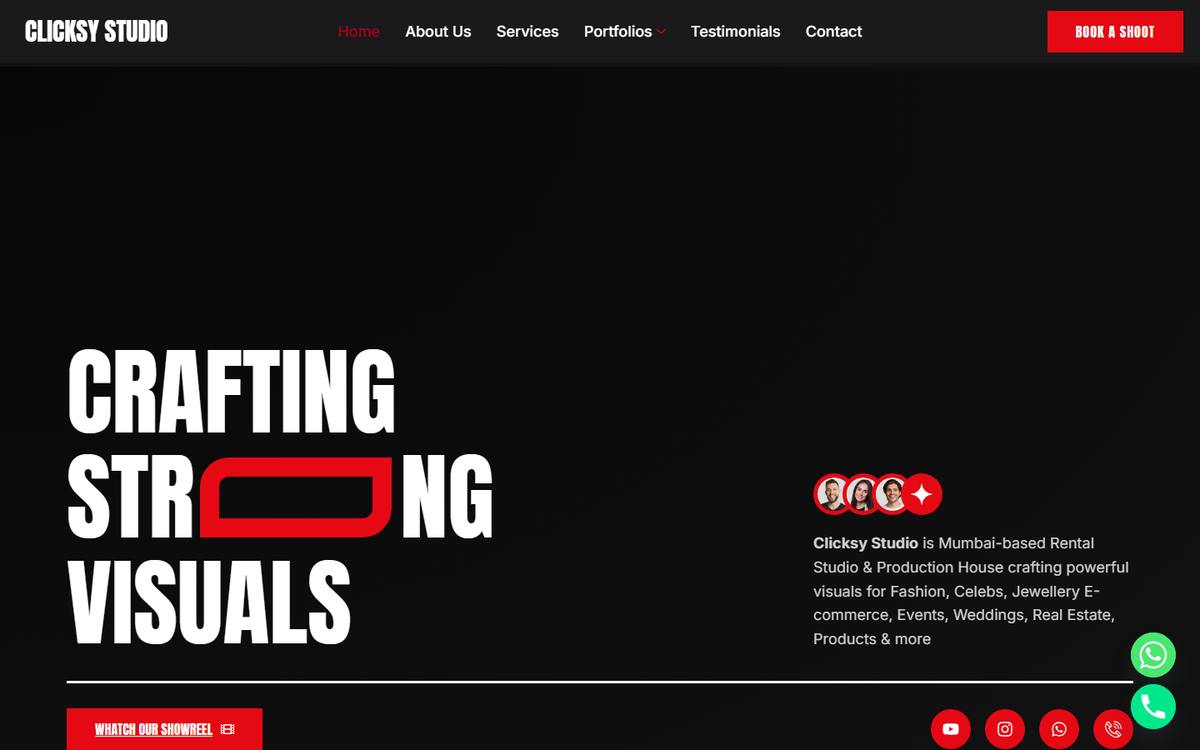 CLICKSY STUDIO
Home
About Us
Services
Portfolios
Testimonials
Contact
BOOK A SHOOT
CRAFTING
STRONG
VISUALS
Clicksy Studio is Mumbai-based Rental
Studio & Production House crafting powerful
visuals for Fashion, Celebs, Jewellery E-
commerce, Events, Weddings, Real Estate,
Products & more
WHATCH OUR SHOWREEL